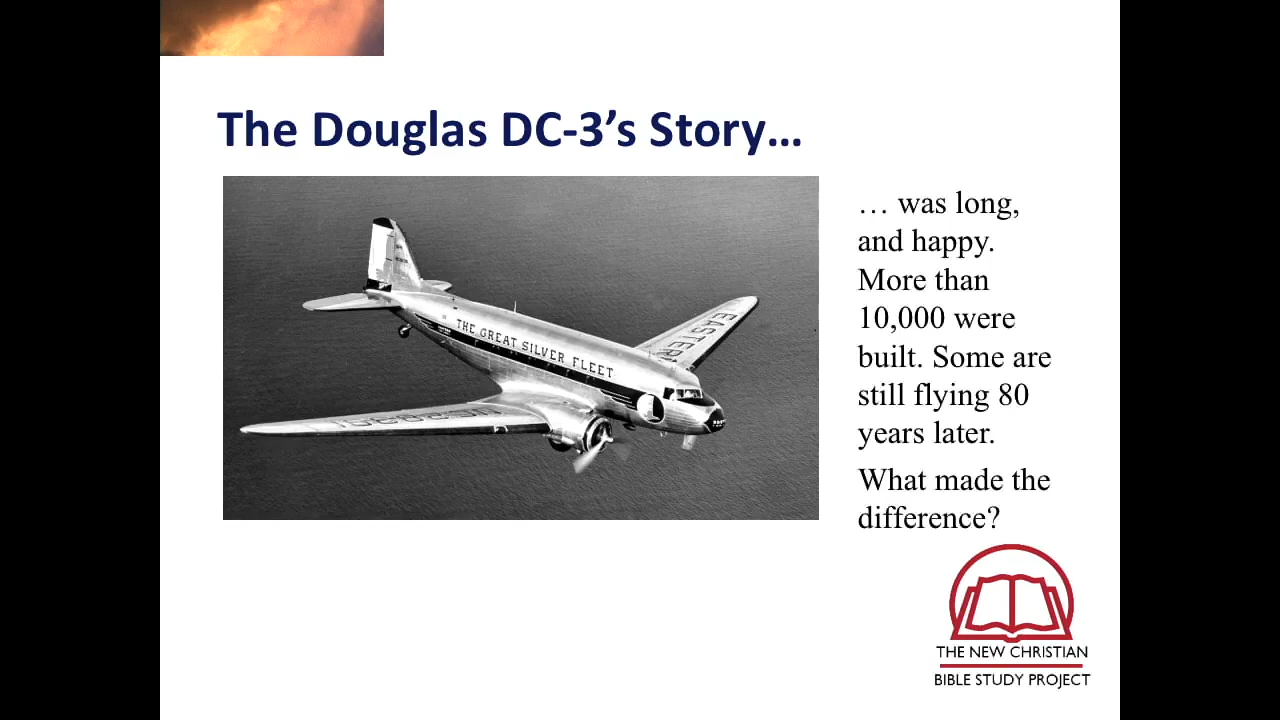 The Douglas DC-3’s Story…
THE GREAT SILVER FLEET
EASTERN
… was long,
and happy.
More than
10,000 were
built. Some are
still flying 80
years later.
What made the
difference?
THE NEW CHRISTIAN
BIBLE STUDY PROJECT